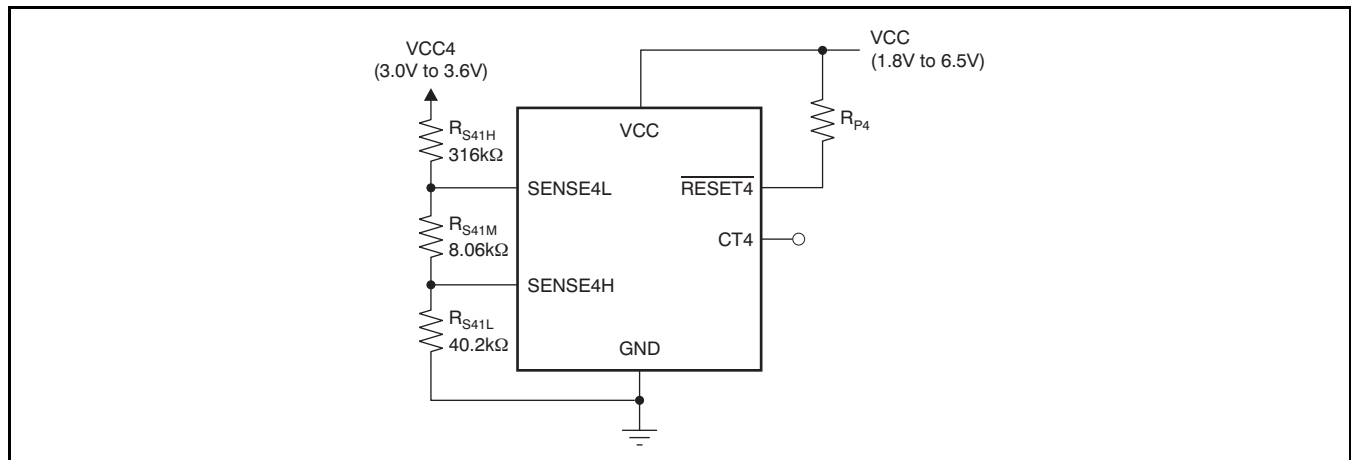 VCC4
(3.0V to 3.6V)
VCC
(1.8V to 6.5V)
RS41H
316kΩ
VCC
RP4
SENSE4L
RESET4
RS41M
8.06kΩ
CT4
SENSE4H
RS41L
40.2kΩ
GND